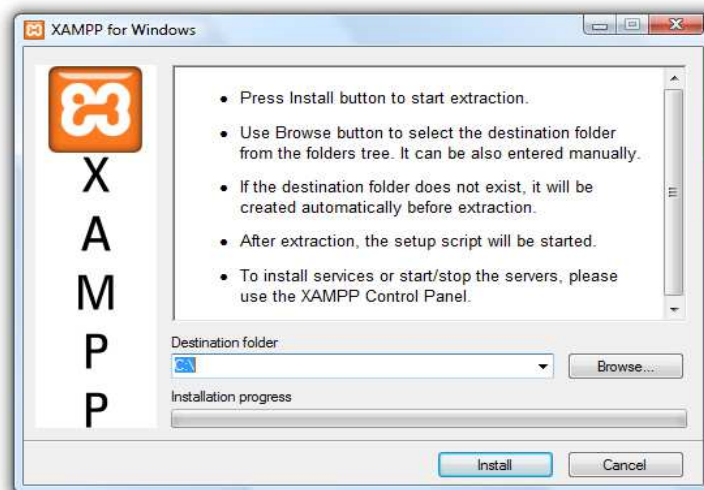 XAMPP for Windows
X
A
M
P
P
• Press Install button to start extraction.
• Use Browse button to select the destination folder
from the folders tree. It can be also entered manually.
• If the destination folder does not exist, it will be
created automatically before extraction.
• After extraction, the setup script will be started.
• To install services or start/stop the servers, please
use the XAMPP Control Panel.
Destination folder
C:\
Browse...
Installation progress
Install
Cancel